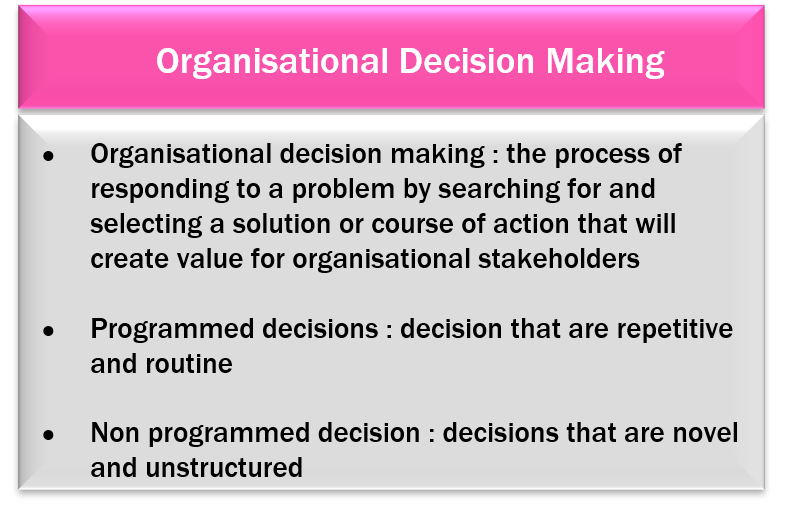 Organisational Decision Making
• Organisational decision making : the process of
responding to a problem by searching for and
selecting a solution or course of action that will
create value for organisational stakeholders
• Programmed decisions : decision that are repetitive
and routine
• Non programmed decision : decisions that are novel
and unstructured